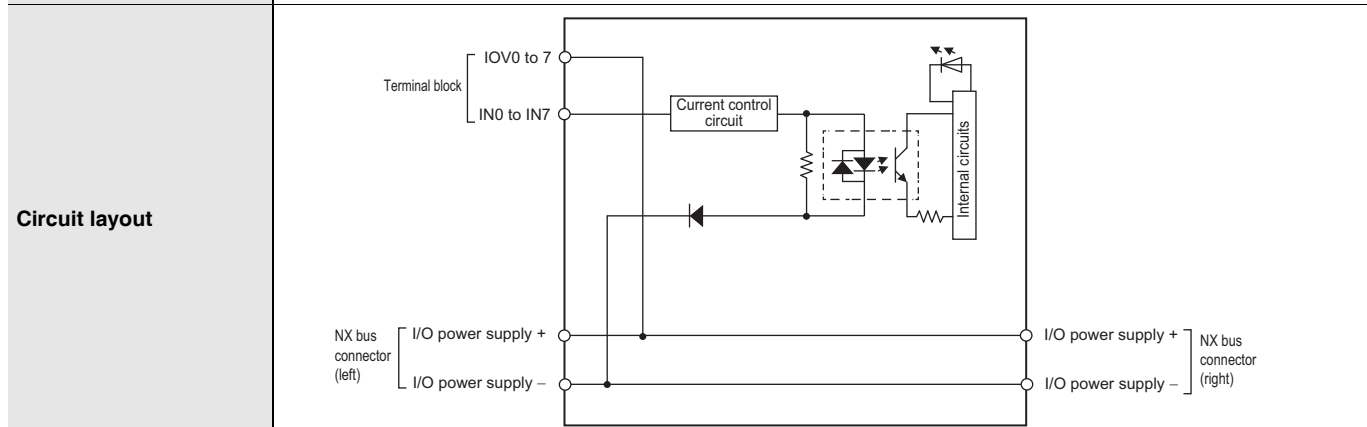 Circuit layout
Terminal block
IOV0 to 7
IN0 to IN7
Current control
circuit
Internal circuits
NX bus
connector
(left)
I/O power supply +
I/O power supply −
I/O power supply +
I/O power supply −
NX bus
connector
(right)